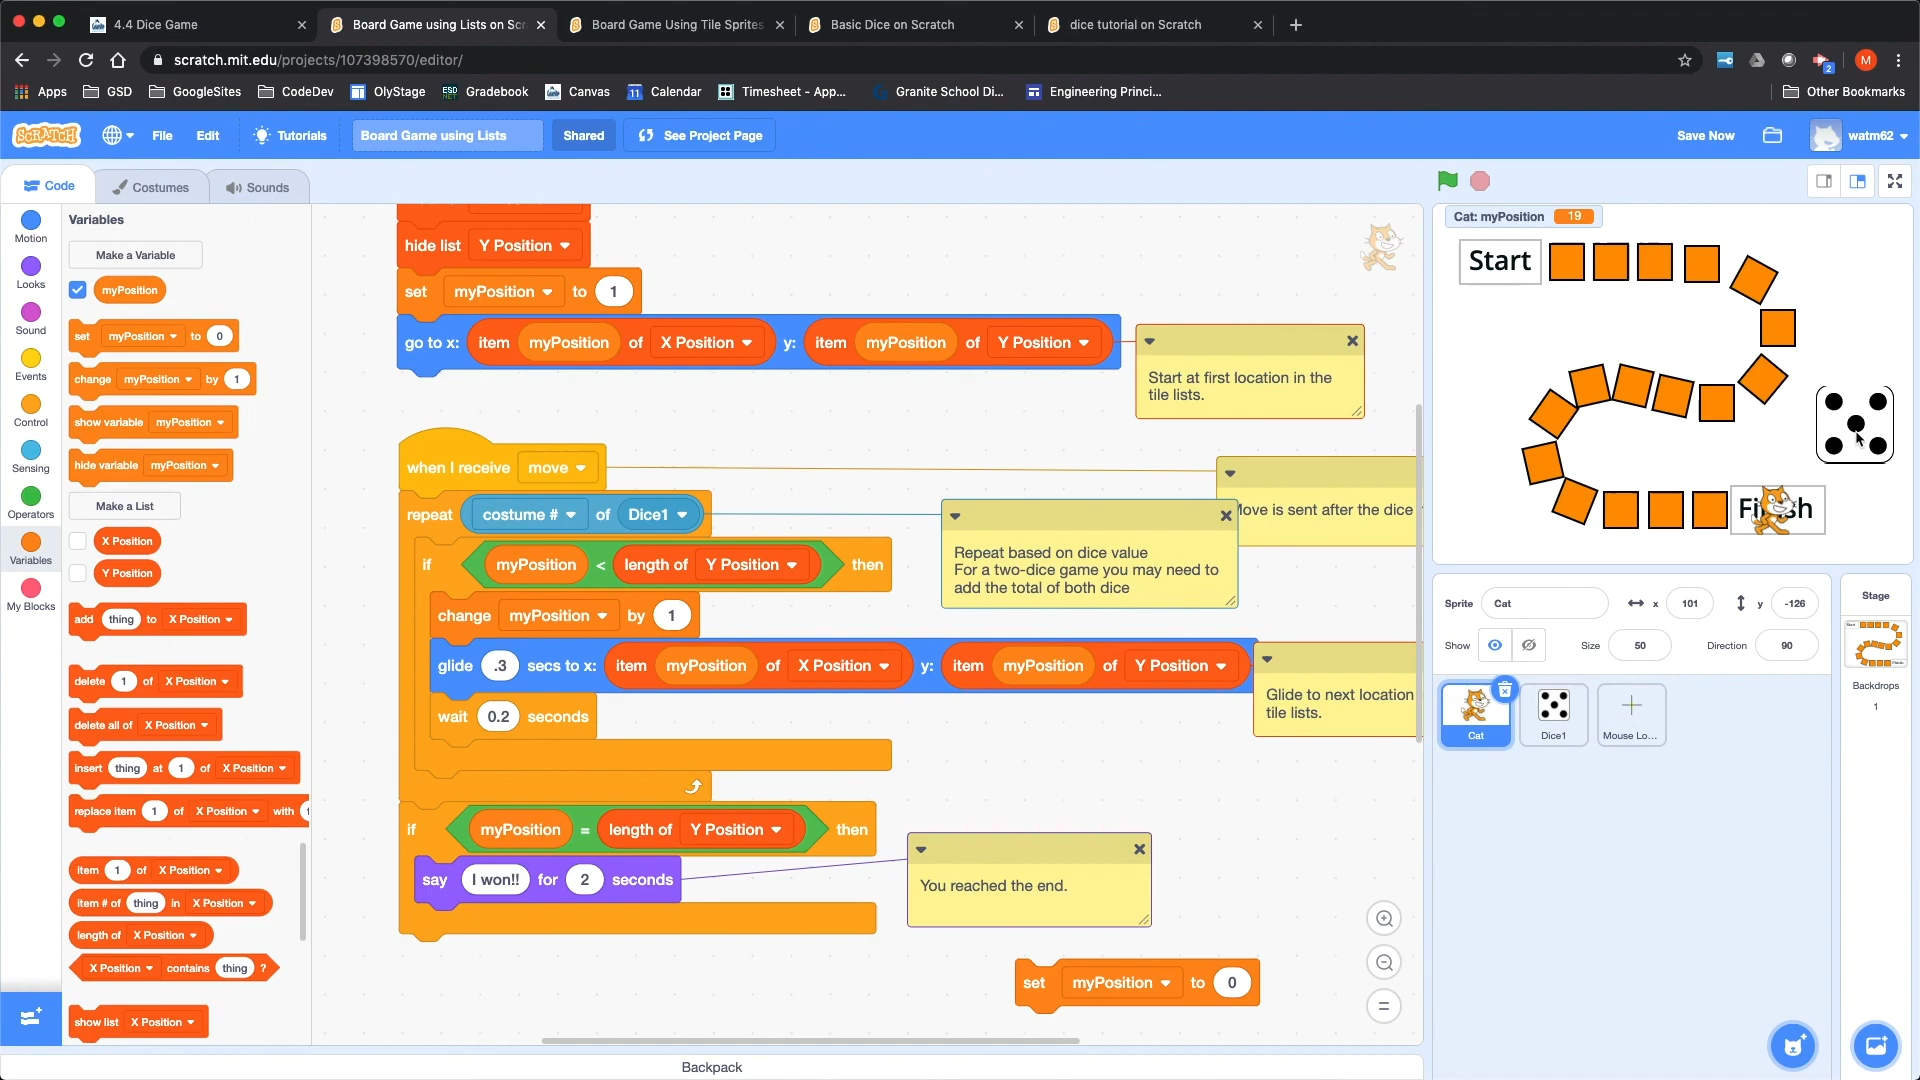 4.4 Dice Game
Board Game using Lists on Scr
Board Game Using Tile Sprites
Basic Dice on Scratch
dice tutorial on Scratch
scratch.mit.edu/projects/107398570/editor/
M
2
Apps
GSD
GoogleSites
CodeDev
OlyStage
Gradebook
Canvas
Calendar
Timesheet - App...
Granite School Di...
Engineering Princi...
Other Bookmarks
SCRATCH
File
Edit
Tutorials
Board Game using Lists
Shared
See Project Page
Save Now
watm62
Code
Costumes
Sounds
Motion
Looks
Sound
Events
Control
Sensing
Operators
Variables
My Blocks
Variables
Make a Variable
myPosition
set myPosition to 0
change myPosition by 1
show variable myPosition
hide variable myPosition
Make a List
X Position
Y Position
add thing to X Position
delete 1 of X Position
delete all of X Position
insert thing at 1 of X Position
replace item 1 of X Position with
item 1 of X Position
item # of thing in X Position
length of X Position
X Position contains thing ?
show list X Position
hide list Y Position
set myPosition to 1
go to x: item myPosition of X Position y: item myPosition of Y Position
Start at first location in the
tile lists.
when I receive move
Move is sent after the dice
repeat costume # of Dice1
Repeat based on dice value
For a two-dice game you may need to
add the total of both dice
if myPosition < length of Y Position then
change myPosition by 1
glide .3 secs to x: item myPosition of X Position y: item myPosition of Y Position
Glide to next location
tile lists.
wait 0.2 seconds
if myPosition = length of Y Position then
say I won!! for 2 seconds
You reached the end.
set myPosition to 0
Backpack
Cat: myPosition 19
Start
Finish
Sprite Cat x 101 y -126
Show Size 50 Direction 90
Cat
Dice1
Mouse Lo...
Stage
Backdrops
1